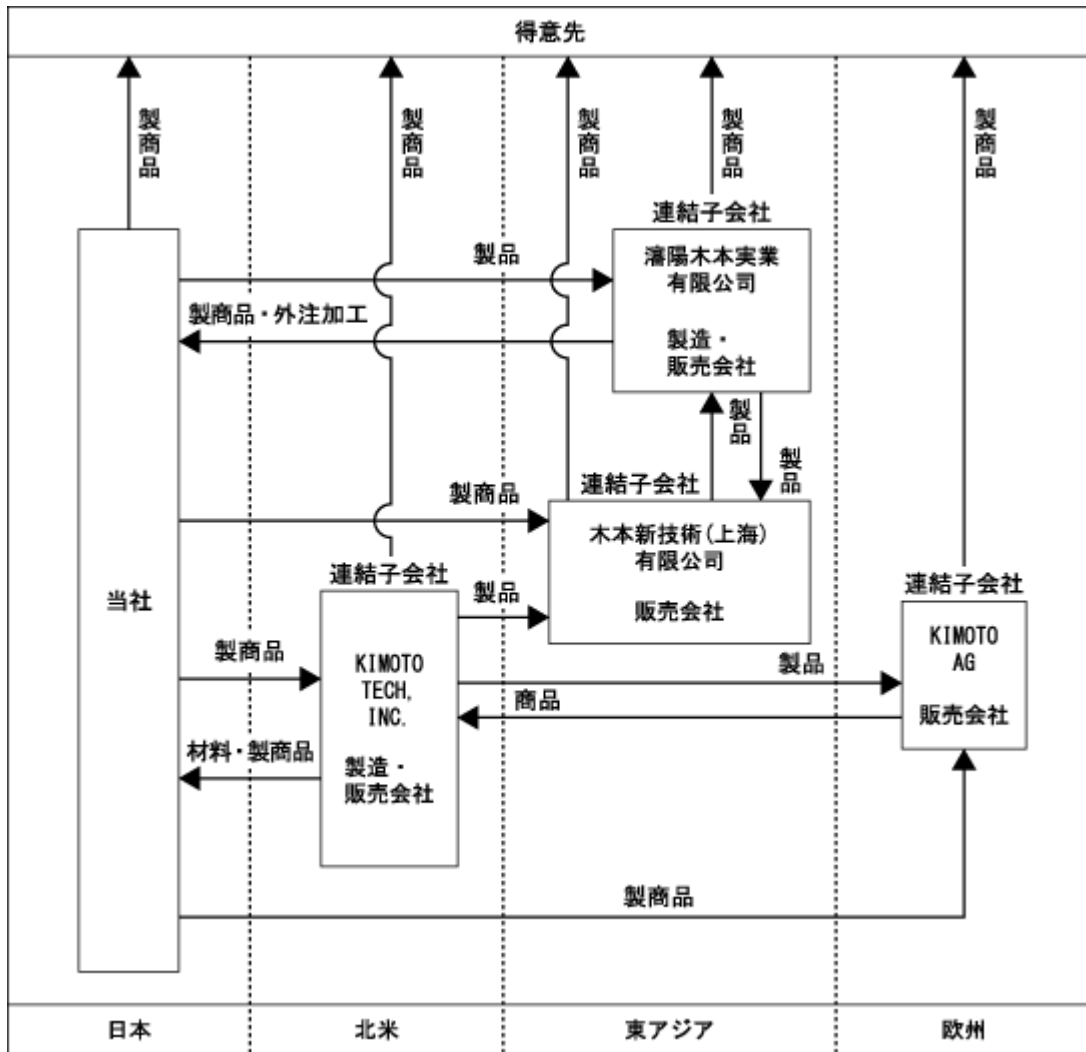 得意先
製商品
製商品
製商品
製商品
製商品
連結子会社
瀋陽木本実業
有限公司
製造・
販売会社
製品
製商品・外注加工
製品
製品
連結子会社
木本新技術(上海)
有限公司
販売会社
製商品
連結子会社
KIMOTO
TECH,
INC.
製造・
販売会社
製品
当社
連結子会社
KIMOTO
AG
販売会社
製商品
製品
商品
材料・製商品
製商品
日本
北米
東アジア
欧州